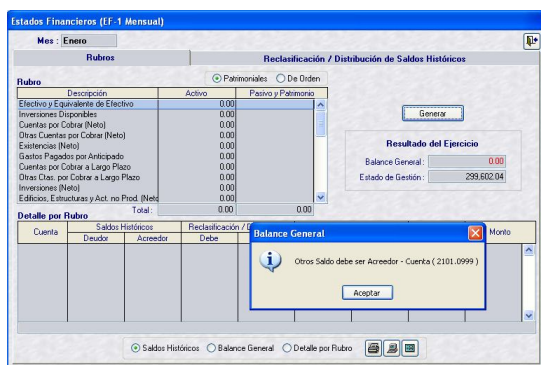 Estados Financieros (EF-1 Mensual)
Mes : Enero
Rubros
Reclasificación / Distribución de Saldos Históricos
Rubro
Patrimoniales De Orden
Descripción Activo Pasivo y Patrimonio
Efectivo y Equivalente de Efectivo 0.00
Inversiones Disponibles 0.00
Cuentas por Cobrar (Neto) 0.00
Otras Cuentas por Cobrar (Neto) 0.00
Existencias (Neto) 0.00
Gastos Pagados por Anticipado 0.00
Cuentas por Cobrar a Largo Plazo 0.00
Otras Ctas. por Cobrar a Largo Plazo 0.00
Inversiones (Neto) 0.00
Edificios, Estructuras y Act. no Prod. (Neto 0.00
Total : 0.00 0.00
Generar
Resultado del Ejercicio
Balance General : 0.00
Estado de Gestión : 299,602.04
Detalle por Rubro
Cuenta Saldos Históricos Reclasificación / D Monto
Deudor Acreedor Debe
Balance General
Otros Saldo debe ser Acreedor - Cuenta ( 2101.0999 )
Aceptar
Saldos Históricos Balance General Detalle por Rubro